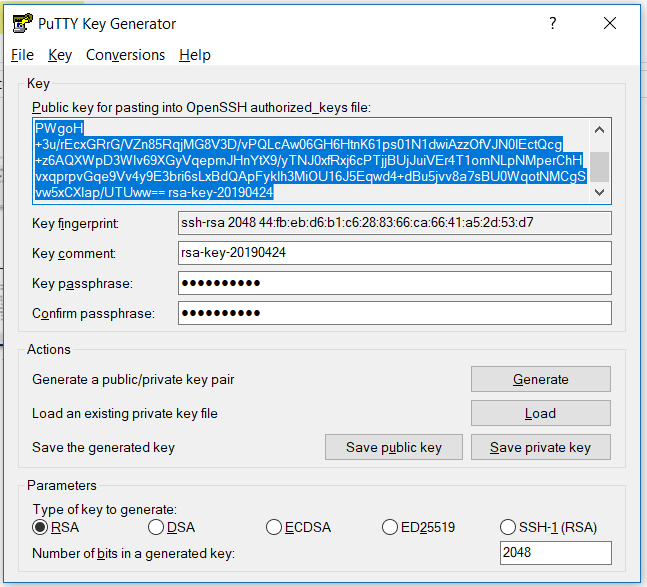 PuTTY Key Generator
File Key Conversions Help
Key
Public key for pasting into OpenSSH authorized_keys file:
PWgoH
+3u/rEcxGRrG/VZn85RqjMG8V3D/vPQLcAw06GH6HtnK61ps01N1dwiAzzOfVJN0lEctQcg
+z6AQXWpD3Wlv69XGyVqepmJHnYtX9/yTNJ0xfRxj6cPTjjBUjJuiVEr4T1omNLpNMperChH
vxqprpvGqe9Vv4y9E3bri6sLxBdQApFyklh3MiOU16J5Eqwd4+dBu5jvv8a7sBU0WqotNMCgS
vw5xCXlap/UTUww== rsa-key-20190424
Key fingerprint: ssh-rsa 2048 44:fb:eb:d6:b1:c6:28:83:66:ca:66:41:a5:2d:53:d7
Key comment: rsa-key-20190424
Key passphrase: ●●●●●●●●●●
Confirm passphrase: ●●●●●●●●●●
Actions
Generate a public/private key pair Generate
Load an existing private key file Load
Save the generated key Save public key Save private key
Parameters
Type of key to generate:
RSA DSA ECDSA ED25519 SSH-1 (RSA)
Number of bits in a generated key: 2048